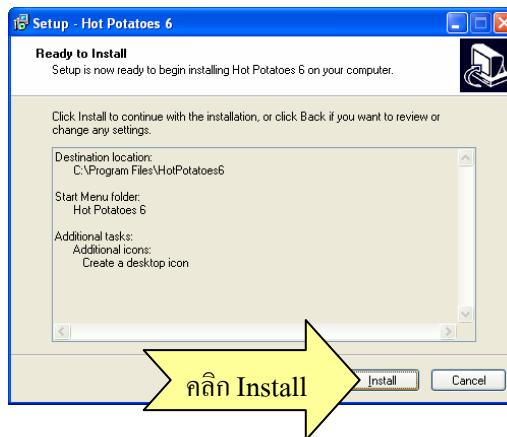 Setup - Hot Potatoes 6
Ready to Install
Setup is now ready to begin installing Hot Potatoes 6 on your computer.
Click Install to continue with the installation, or click Back if you want to review or
change any settings.
Destination location:
C:\Program Files\HotPotatoes6
Start Menu folder:
Hot Potatoes 6
Additional tasks:
Additional icons:
Create a desktop icon
คลิก Install
Install
Cancel